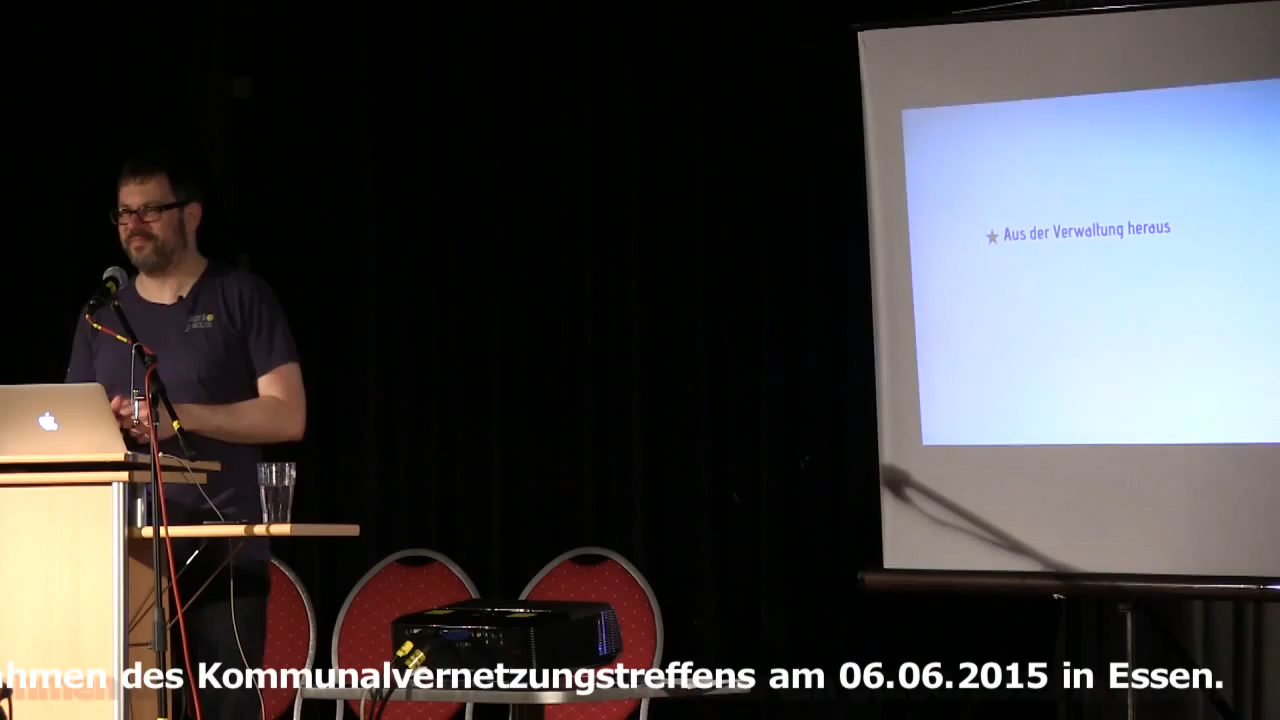 Aus der Verwaltung heraus
des Kommunalvernetzungstreffens am 06.06.2015 in Essen.